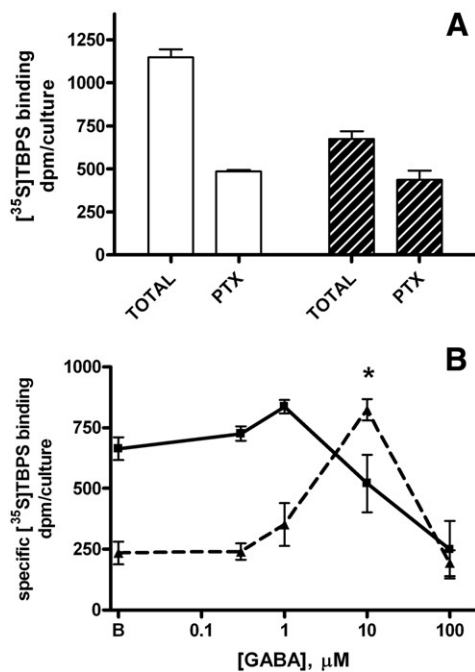 A
1250
1000
750
500
250
0
[³⁵S]TBPS binding
dpm/culture
TOTAL
PTX
TOTAL
PTX
B
1000
750
500
250
0
specific [³⁵S]TBPS binding
dpm/culture
*
B
0.1
1
10
100
[GABA], μM